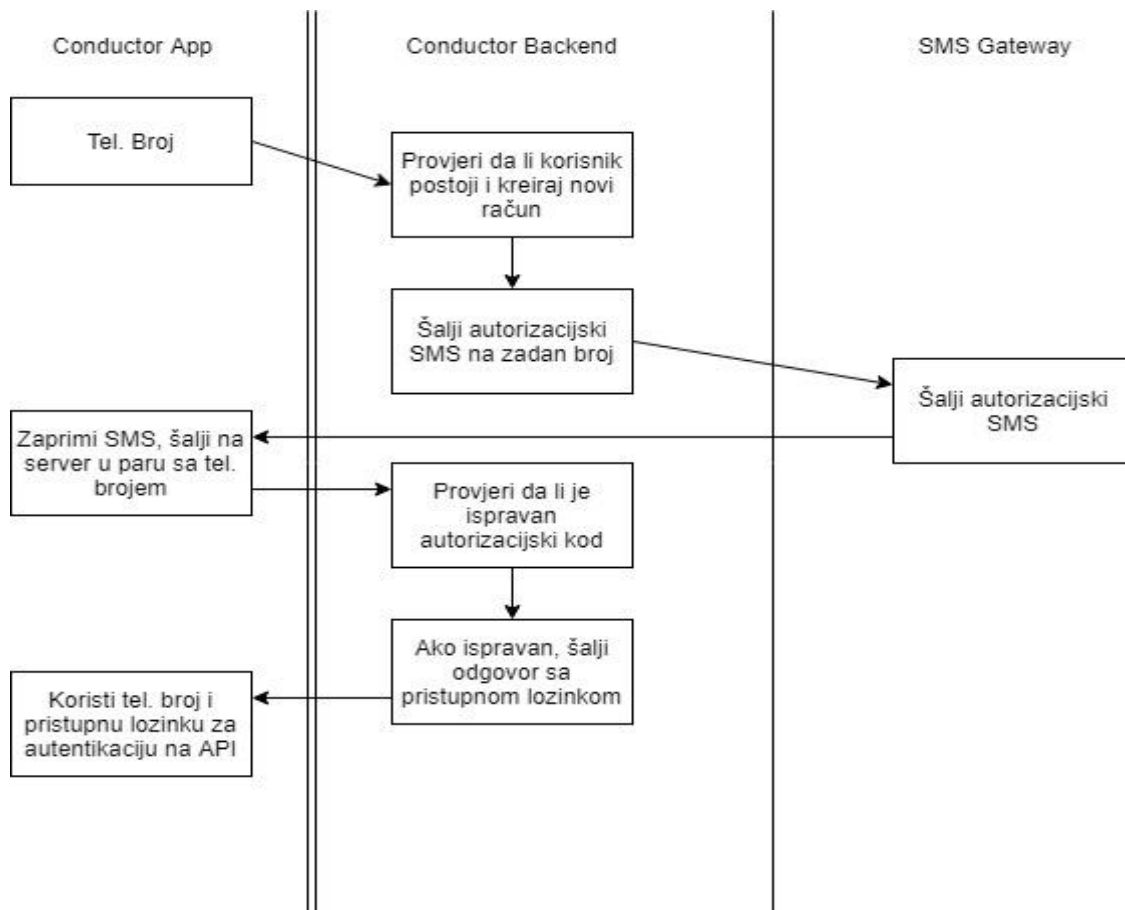 Conductor App
Conductor Backend
SMS Gateway
Tel. Broj
Provjeri da li korisnik
postoji i kreiraj novi
račun
Šalji autorizacijski
SMS na zadan broj
Šalji autorizacijski
SMS
Zaprimi SMS, šalji na
server u paru sa tel.
brojem
Provjeri da li je
ispravan
autorizacijski kod
Ako ispravan, šalji
odgovor sa
pristupnom lozinkom
Koristi tel. broj i
pristupnu lozinku za
autentikaciju na API